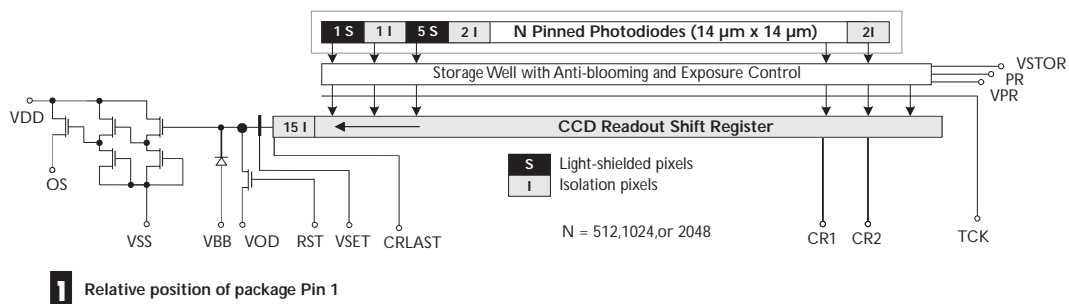 1 S 1 I 5 S 2 I N Pinned Photodiodes (14 µm x 14 µm) 2I
Storage Well with Anti-blooming and Exposure Control
VSTOR
PR
VPR
VDD
15 I CCD Readout Shift Register
S Light-shielded pixels
I Isolation pixels
OS
N = 512,1024,or 2048
VSS VBB VOD RST VSET CRLAST CR1 CR2 TCK
1 Relative position of package Pin 1